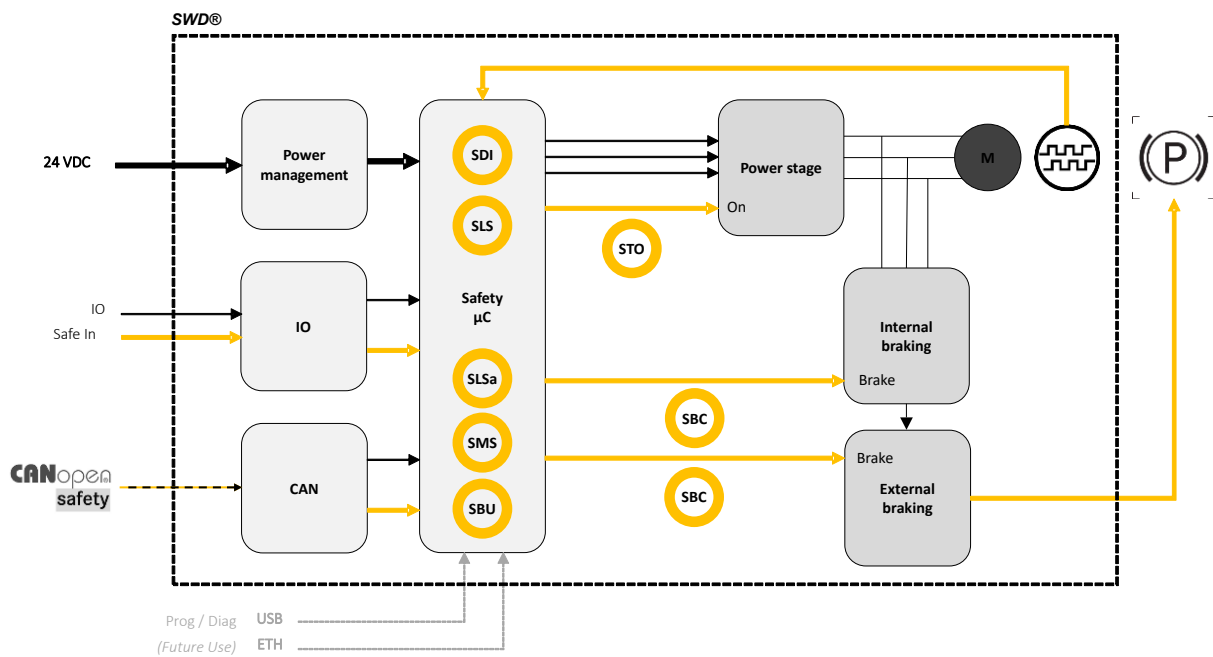 SWD®
24 VDC
Power
management
SDI
SLS
Power stage
On
M
P
STO
IO
Safe In
IO
Safety
µC
Internal
braking
Brake
SLSa
SBC
SMS
CANopen
safety
CAN
Brake
External
braking
SBC
SBU
Prog / Diag USB
(Future Use) ETH